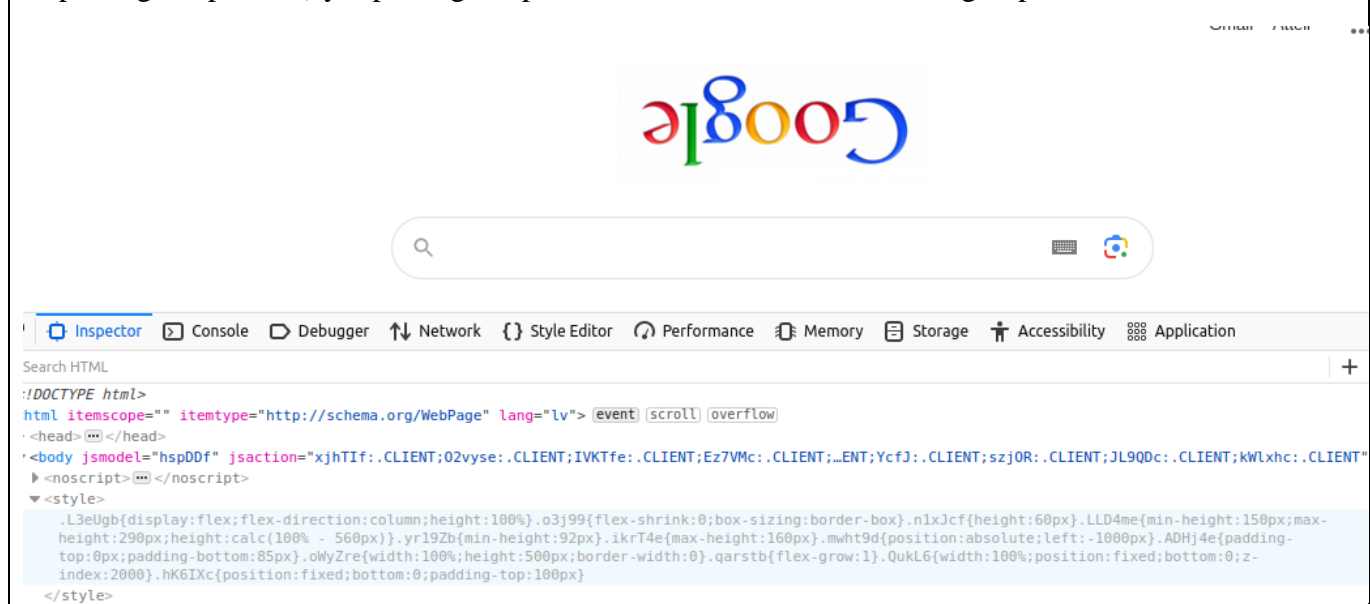 Google
Inspector Console Debugger Network Style Editor Performance Memory Storage Accessibility Application
Search HTML
!DOCTYPE html>
html itemscope="" itemtype="http://schema.org/WebPage" lang="lv"> event scroll overflow
<head> ••• </head>
<body jsmodel="hspDDf" jsaction="xjhTIf:.CLIENT;O2vyse:.CLIENT;IVKTfe:.CLIENT;Ez7VMc:.CLIENT;…ENT;YcfJ:.CLIENT;szjOR:.CLIENT;JL9QDc:.CLIENT;kWlxhc:.CLIENT"
<noscript> ••• </noscript>
<style>
.L3eUgb{display:flex;flex-direction:column;height:100%}.o3j99{flex-shrink:0;box-sizing:border-box}.n1xJcf{height:60px}.LLD4me{min-height:150px;max-
height:290px;height:calc(100% - 560px)}.yr19Zb{min-height:92px}.ikrT4e{max-height:160px}.mwht9d{position:absolute;left:-1000px}.ADHj4e{padding-
top:0px;padding-bottom:85px}.oWyZre{width:100%;height:500px;border-width:0}.qarstb{flex-grow:1}.QukL6{width:100%;position:fixed;bottom:0;z-
index:2000}.hK6IXc{position:fixed;bottom:0;padding-top:100px}
</style>